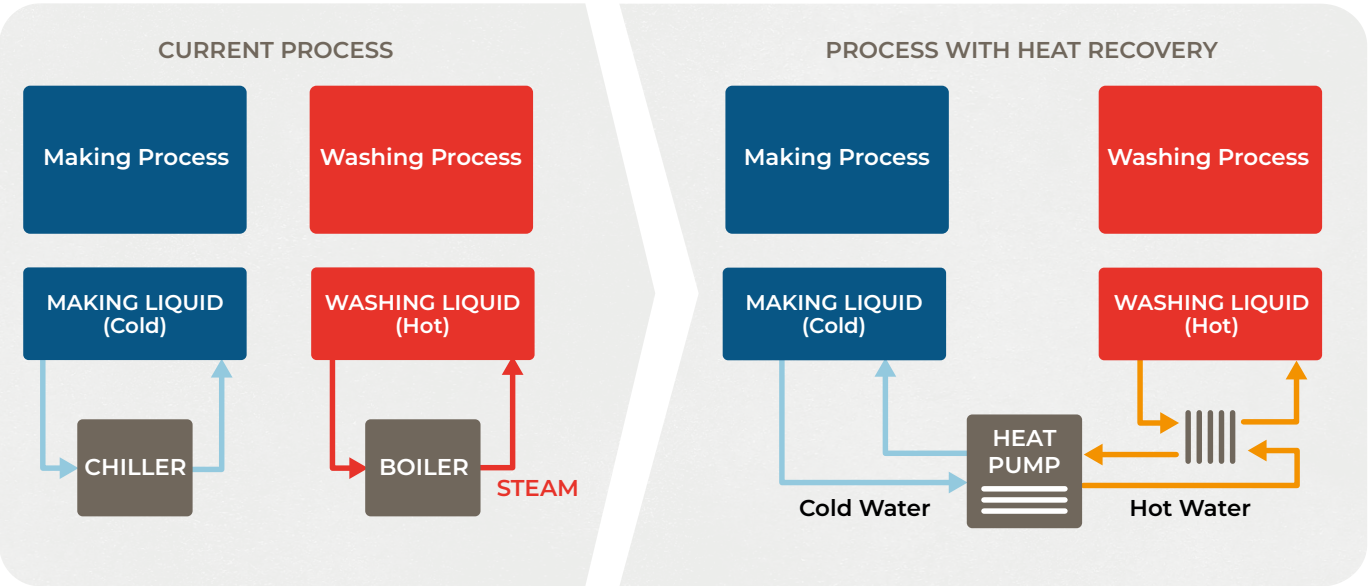 CURRENT PROCESS
Making Process
Washing Process
MAKING LIQUID
(Cold)
WASHING LIQUID
(Hot)
CHILLER
BOILER
STEAM
PROCESS WITH HEAT RECOVERY
Making Process
Washing Process
MAKING LIQUID
(Cold)
WASHING LIQUID
(Hot)
HEAT
PUMP
Cold Water
Hot Water